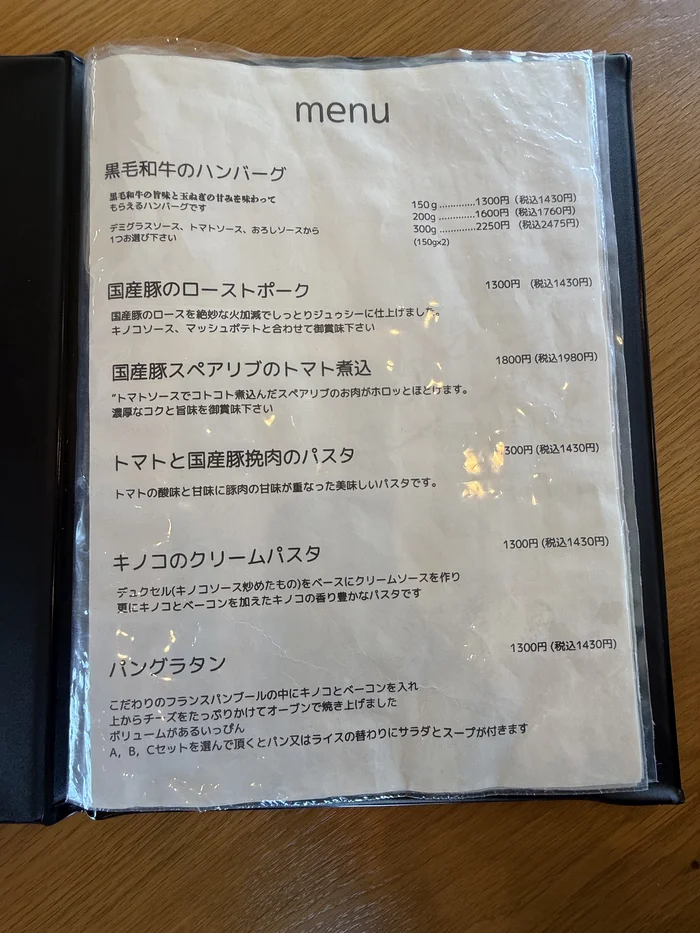 menu
黒毛和牛のハンバーグ
黒毛和牛の旨味と玉ねぎの甘みを味わって
もらえるハンバーグです
デミグラスソース、トマトソース、おろしソースから
1つお選び下さい
150g.............1300円 (税込1430円)
200g.............1600円 (税込1760円)
300g.............2250円 (税込2475円)
(150g×2)
国産豚のローストポーク 1300円 (税込1430円)
国産豚のロースを絶妙な火加減でしっとりジュゥシーに仕上げました。
キノコソース、マッシュポテトと合わせて御賞味下さい
国産豚スペアリブのトマト煮込 1800円 (税込1980円)
"トマトソースでコトコト煮込んだスペアリブのお肉がホロッとほどけます。
濃厚なコクと旨味を御賞味下さい
トマトと国産豚挽肉のパスタ 300円 (税込1430円)
トマトの酸味と甘味に豚肉の甘味が重なった美味しいパスタです。
キノコのクリームパスタ 1300円 (税込1430円)
デュクセル(キノコソース炒めたもの)をベースにクリームソースを作り
更にキノコとベーコンを加えたキノコの香り豊かなパスタです
パングラタン 1300円 (税込1430円)
こだわりのフランスパンブールの中にキノコとベーコンを入れ
上からチーズをたっぷりかけてオーブンで焼き上げました
ボリュームがあるいっぴん
A, B, Cセットを選んで頂くとパン又はライスの替わりにサラダとスープが付きます